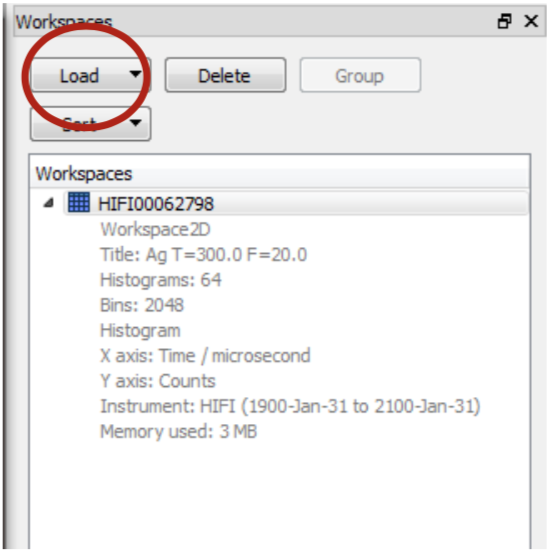 Workspaces
Load
Delete
Group
Sort
Workspaces
HIFI00062798
Workspace2D
Title: Ag T=300.0 F=20.0
Histograms: 64
Bins: 2048
Histogram
X axis: Time / microsecond
Y axis: Counts
Instrument: HIFI (1900-Jan-31 to 2100-Jan-31)
Memory used: 3 MB